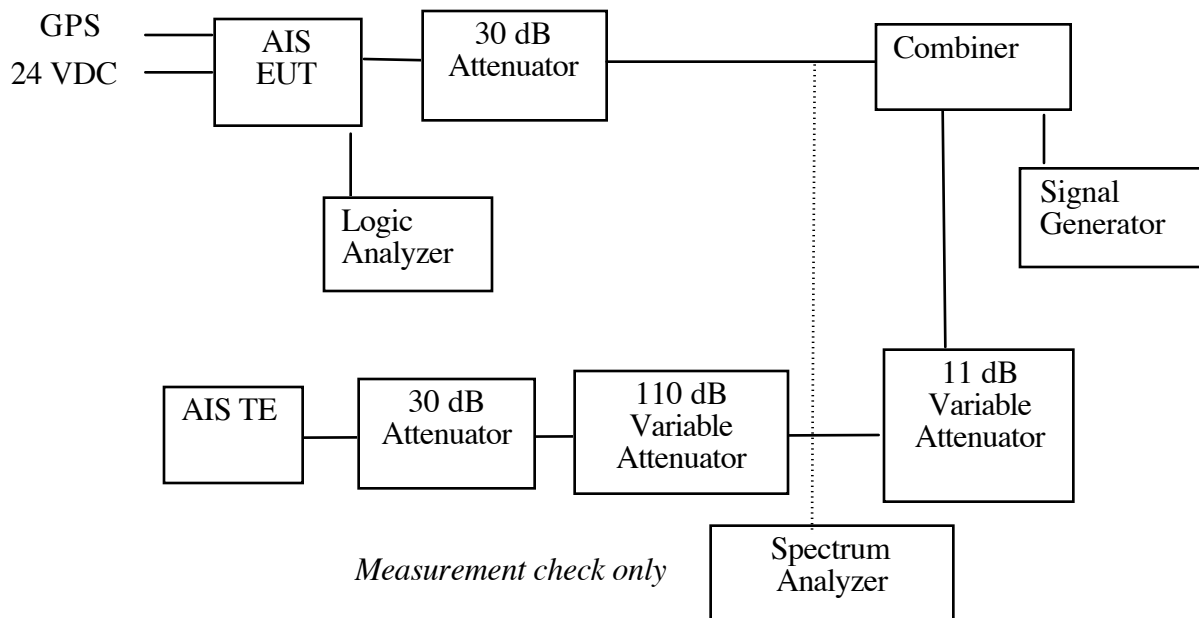 GPS
24 VDC
AIS
EUT
30 dB
Attenuator
Combiner
Logic
Analyzer
Signal
Generator
AIS TE
30 dB
Attenuator
110 dB
Variable
Attenuator
11 dB
Variable
Attenuator
Measurement check only
Spectrum
Analyzer